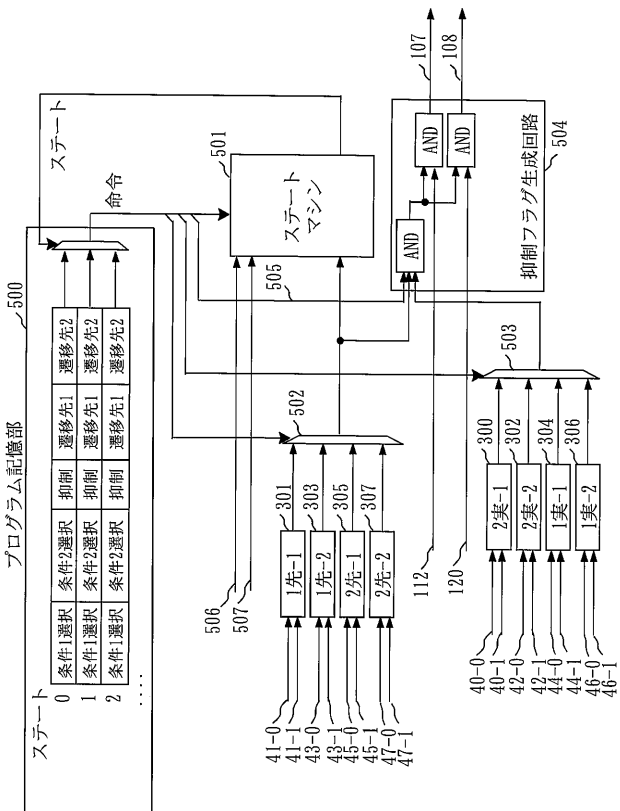 プログラム記憶部
500
ステート
0 条件1選択 条件2選択 抑制 遷移先1 遷移先2
1 条件1選択 条件2選択 抑制 遷移先1 遷移先2
2 条件1選択 条件2選択 抑制 遷移先1 遷移先2
....
命令
ステート
501
ステート
マシン
505
506
507
502
41-0
41-1
43-0
43-1
45-0
45-1
47-0
47-1
1先-1
301
1先-2
303
2先-1
305
2先-2
307
112
120
AND
AND
AND
107
108
抑制フラグ生成回路
504
503
40-0
40-1
42-0
42-1
44-0
44-1
46-0
46-1
2実-1
300
2実-2
302
1実-1
304
1実-2
306